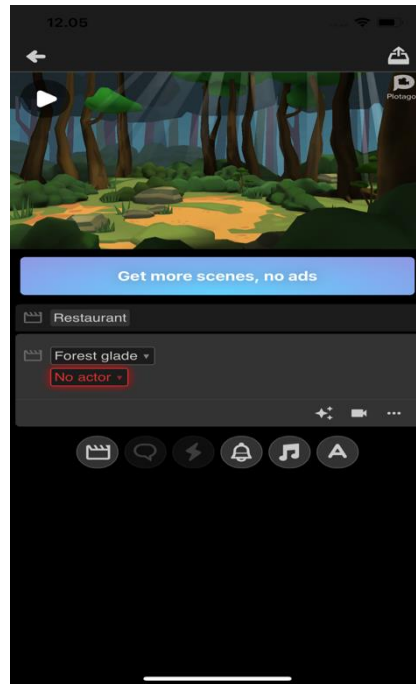 12.05
Plotagon
Get more scenes, no ads
Restaurant
Forest glade
No actor
A